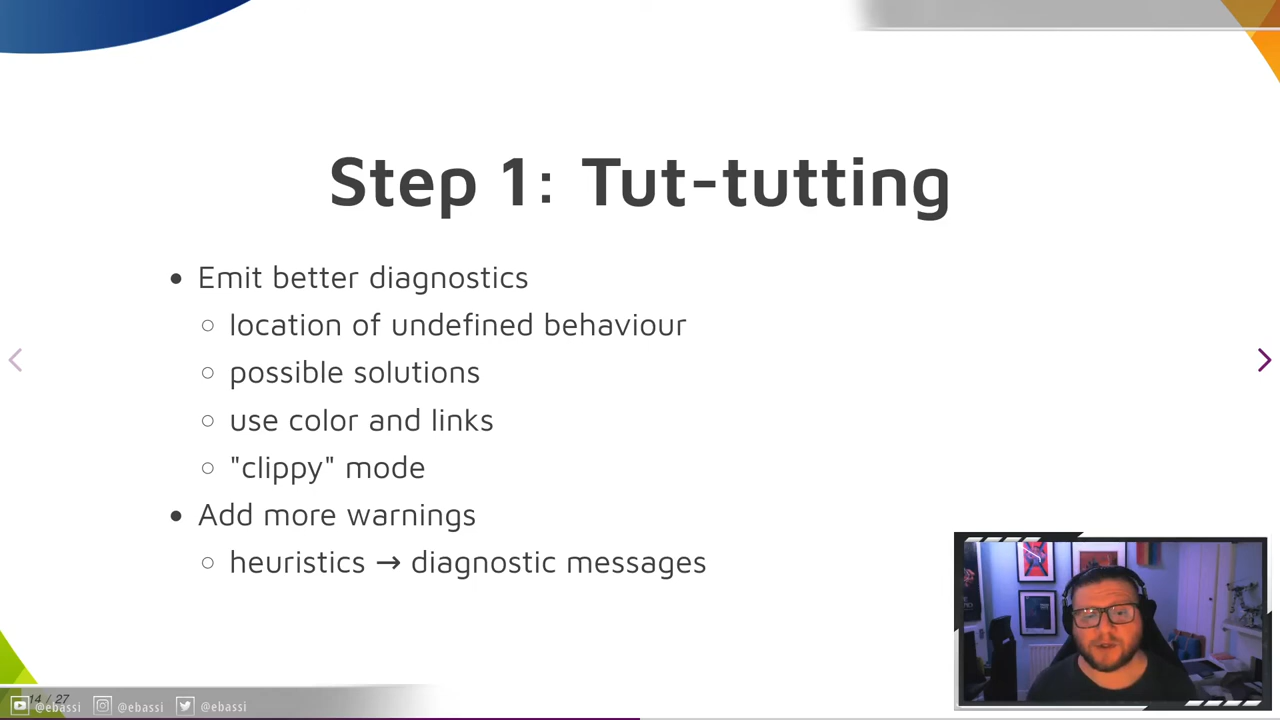 Step 1: Tut-tutting
• Emit better diagnostics
○ location of undefined behaviour
○ possible solutions
○ use color and links
○ "clippy" mode
• Add more warnings
○ heuristics → diagnostic messages
14 / 27
@ebassi @ebassi @ebassi